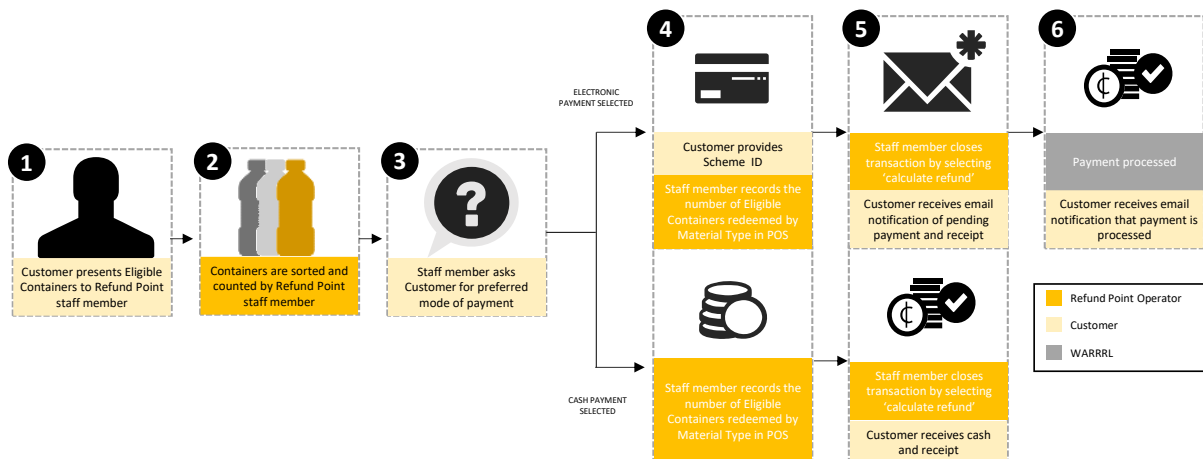 1
Customer presents Eligible
Containers to Refund Point
staff member
2
Containers are sorted and
counted by Refund Point
staff member
3
?
Staff member asks
Customer for preferred
mode of payment
ELECTRONIC
PAYMENT SELECTED
4
Customer provides
Scheme ID
Staff member records the
number of Eligible
Containers redeemed by
Material Type in POS
5
Staff member closes
transaction by selecting
‘calculate refund’
Customer receives email
notification of pending
payment and receipt
6
¢
Payment processed
Customer receives email
notification that payment is
processed
CASH PAYMENT
SELECTED
Staff member records the
number of Eligible
Containers redeemed by
Material Type in POS
¢
Staff member closes
transaction by selecting
‘calculate refund’
Customer receives cash
and receipt
Refund Point Operator
Customer
WARRRL